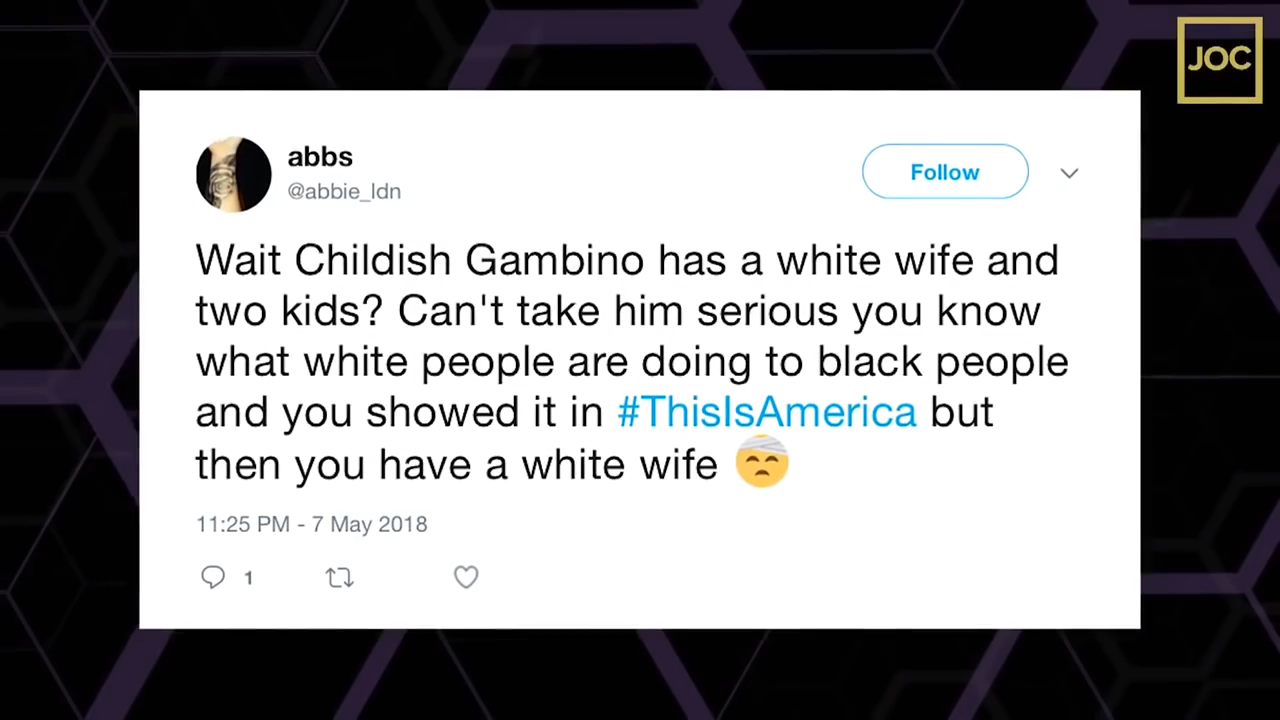 JOC
abbs
@abbie_ldn
Follow
Wait Childish Gambino has a white wife and
two kids? Can't take him serious you know
what white people are doing to black people
and you showed it in #ThisIsAmerica but
then you have a white wife 🤕
11:25 PM - 7 May 2018
1